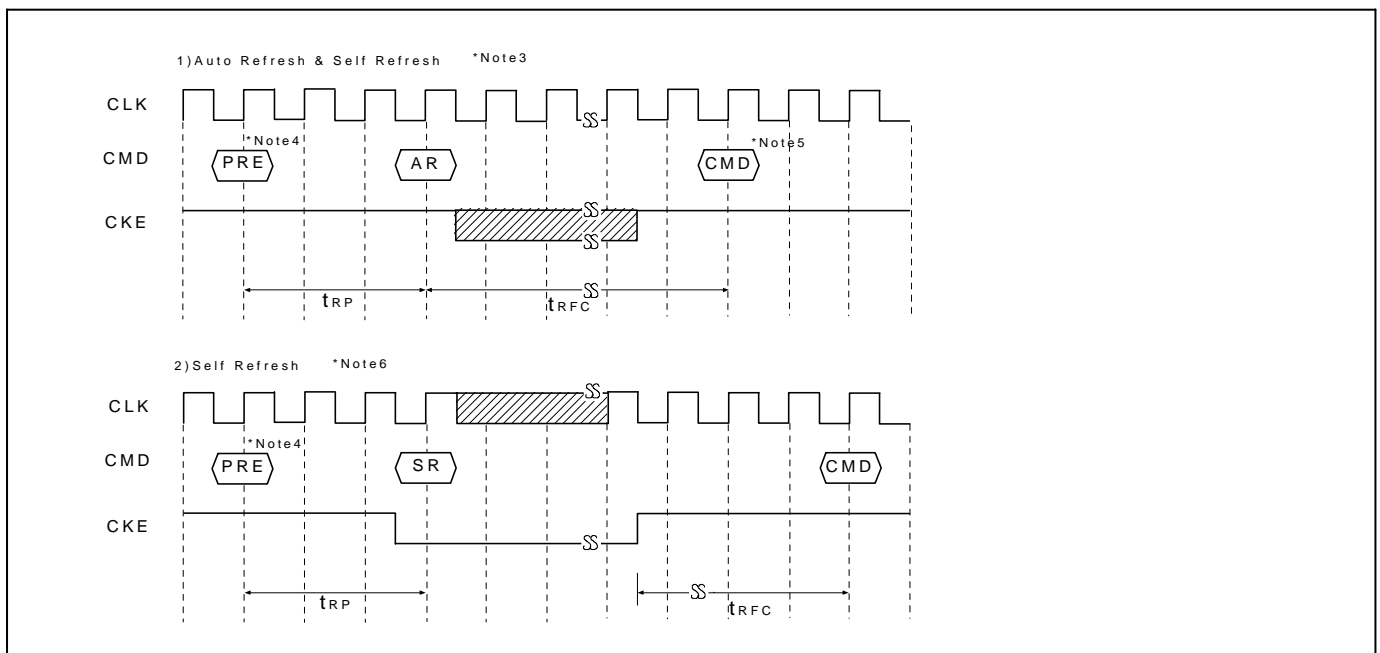 1)Auto Refresh & Self Refresh *Note3
CLK
*Note4 *Note5
CMD PRE AR CMD
CKE
tRP tRFC
2)Self Refresh *Note6
CLK
*Note4
CMD PRE SR CMD
CKE
tRP tRFC